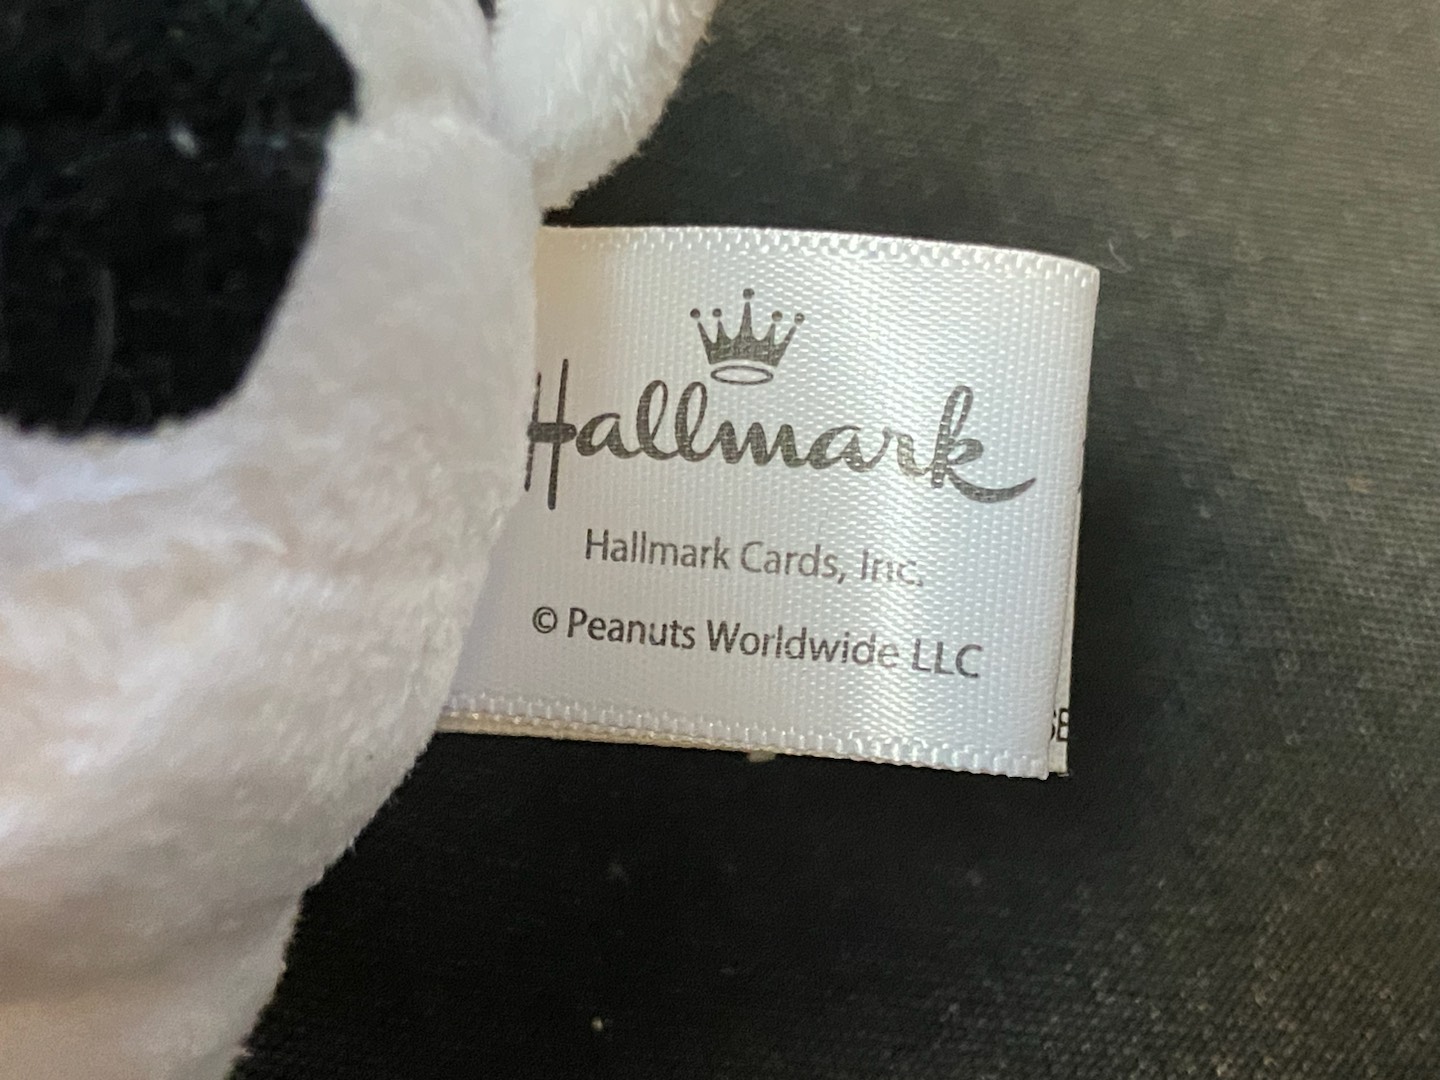 Hallmark
Hallmark Cards, Inc.
© Peanuts Worldwide LLC